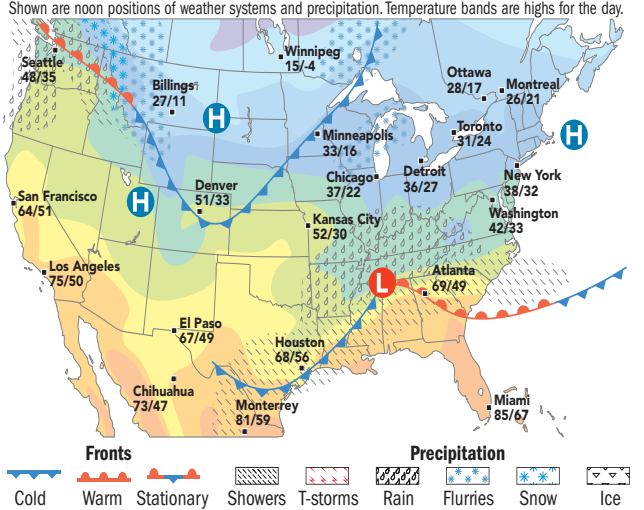 Shown are noon positions of weather systems and precipitation. Temperature bands are highs for the day.
Winnipeg
15/-4
Seattle
48/35
Billings
27/11
Ottawa
28/17
Montreal
26/21
H
H
Minneapolis
33/16
Toronto
31/24
Chicago
37/22
Detroit
36/27
New York
38/32
H
Denver
51/33
San Francisco
64/51
Kansas City
52/30
Washington
42/33
Los Angeles
75/50
L
Atlanta
69/49
El Paso
67/49
Houston
68/56
Chihuahua
73/47
Monterrey
81/59
Miami
85/67
Fronts
Precipitation
Cold Warm Stationary Showers T-storms Rain Flurries Snow Ice